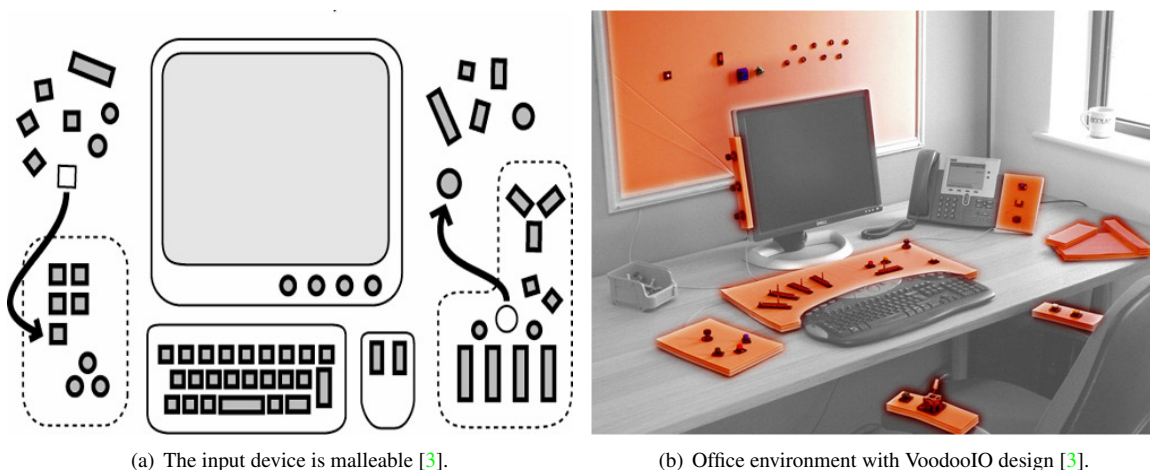 (a) The input device is malleable [3].
(b) Office environment with VoodooIO design [3].